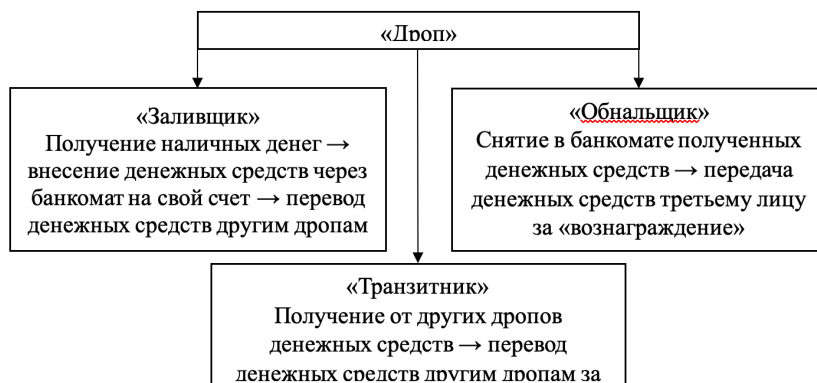 «Дроп»
«Заливщик»
Получение наличных денег →
внесение денежных средств через
банкомат на свой счет → перевод
денежных средств другим дропам
«Обнальщик»
Снятие в банкомате полученных
денежных средств → передача
денежных средств третьему лицу
за «вознаграждение»
«Транзитник»
Получение от других дропов
денежных средств → перевод
денежных средств другим дропам за